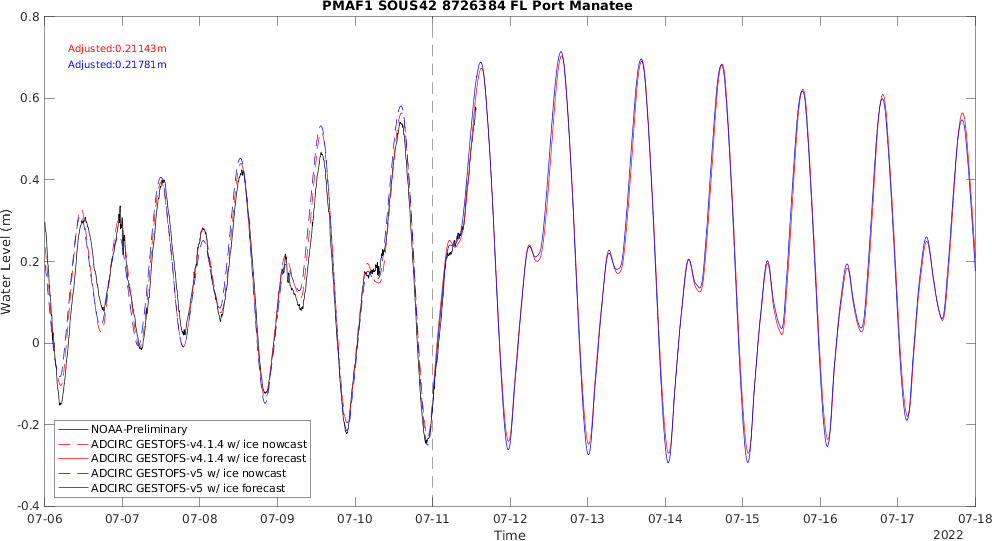 PMAF1 SOUS42 8726384 FL Port Manatee
0.8
Adjusted:0.21143m
Adjusted:0.21781m
0.6
0.4
0.2
0
-0.2
-0.4
Water Level (m)
NOAA-Preliminary
ADCIRC GESTOFS-v4.1.4 w/ ice nowcast
ADCIRC GESTOFS-v4.1.4 w/ ice forecast
ADCIRC GESTOFS-v5 w/ ice nowcast
ADCIRC GESTOFS-v5 w/ ice forecast
07-06 07-07 07-08 07-09 07-10 07-11 07-12 07-13 07-14 07-15 07-16 07-17 07-18
Time
2022